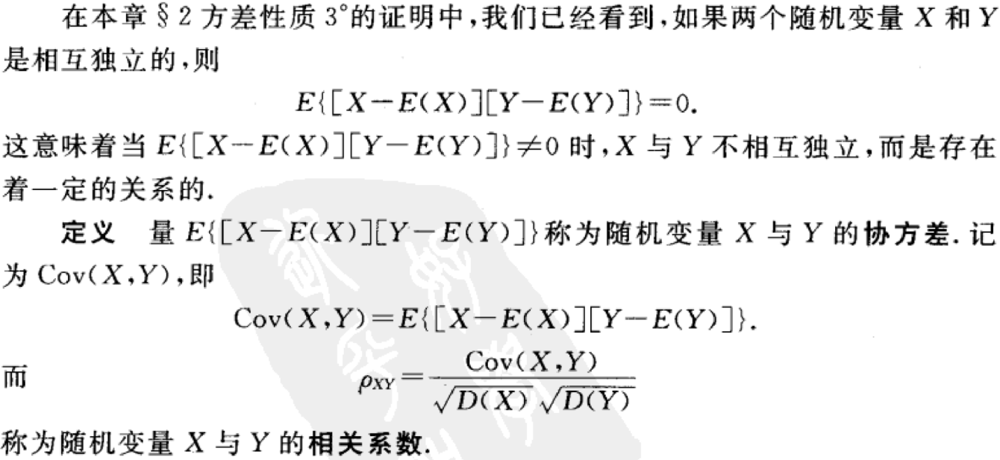 在本章§2方差性质3°的证明中,我们已经看到,如果两个随机变量 X 和 Y
是相互独立的,则
E{[X-E(X)][Y-E(Y)]}=0.
这意味着当 E{[X-E(X)][Y-E(Y)]}≠0 时,X 与 Y 不相互独立,而是存在
着一定的关系的.
定义 量 E{[X-E(X)][Y-E(Y)]}称为随机变量 X 与 Y 的协方差.记
为 Cov(X,Y),即
Cov(X,Y)=E{[X-E(X)][Y-E(Y)]}.
而 ρ_{XY}=\frac{Cov(X,Y)}{\sqrt{D(X)}\sqrt{D(Y)}}
称为随机变量 X 与 Y 的相关系数.